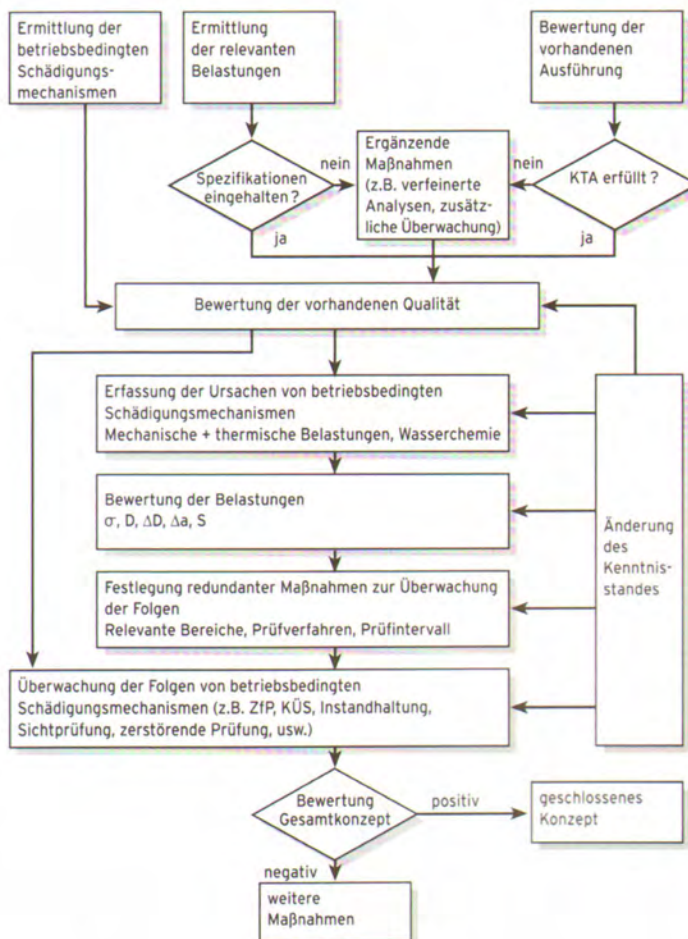 Ermittlung der
betriebsbedingten
Schädigungs-
mechanismen
Ermittlung
der relevanten
Belastungen
Bewertung der
vorhandenen
Ausführung
Spezifikationen
eingehalten ?
nein
ja
Ergänzende
Maßnahmen
(z.B. verfeinerte
Analysen, zusätz-
liche Überwachung)
nein
KTA erfüllt ?
ja
Bewertung der vorhandenen Qualität
Erfassung der Ursachen von betriebsbedingten
Schädigungsmechanismen
Mechanische + thermische Belastungen, Wasserchemie
Bewertung der Belastungen
σ, D, ΔD, Δa, S
Festlegung redundanter Maßnahmen zur Überwachung
der Folgen
Relevante Bereiche, Prüfverfahren, Prüfintervall
Änderung
des
Kenntnis-
standes
Überwachung der Folgen von betriebsbedingten
Schädigungsmechanismen (z.B. ZfP, KÜS, Instandhaltung,
Sichtprüfung, zerstörende Prüfung, usw.)
Bewertung
Gesamtkonzept
positiv
geschlossenes
Konzept
negativ
weitere
Maßnahmen